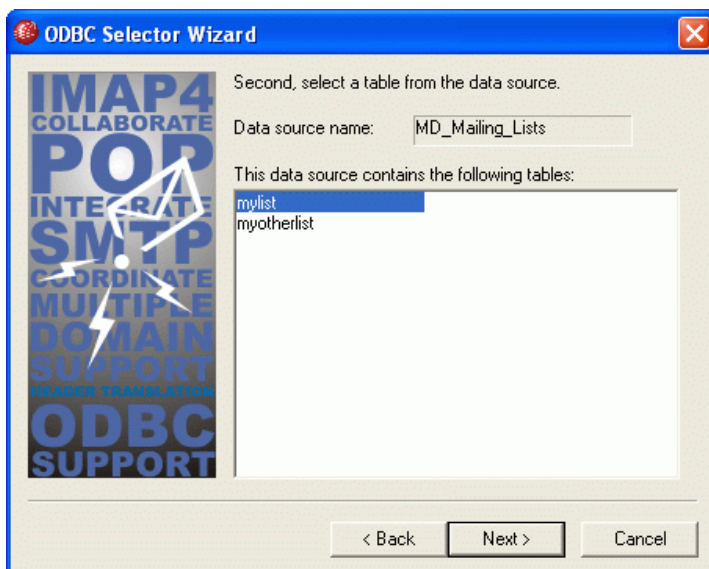 ODBC Selector Wizard
IMAP4
COLLABORATE
POP
INTEGRATE
SMTP
COORDINATE
MULTIPLE
DOMAIN
SUPPORT
HEADER TRANSLATION
ODBC
SUPPORT
Second, select a table from the data source.
Data source name: MD_Mailing_Lists
This data source contains the following tables:
mylist
myotherlist
< Back Next > Cancel